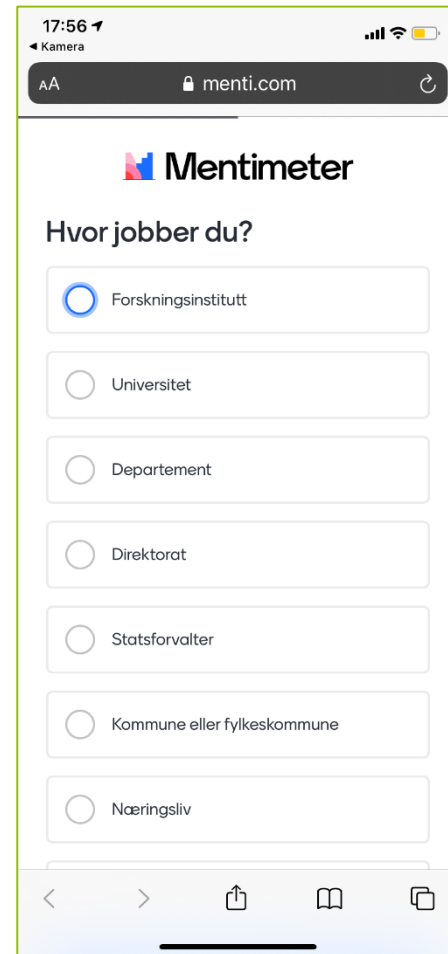 17:56
◀ Kamera
AA menti.com
Mentimeter
Hvor jobber du?
Forskningsinstitutt
Universitet
Departement
Direktorat
Statsforvalter
Kommune eller fylkeskommune
Næringsliv